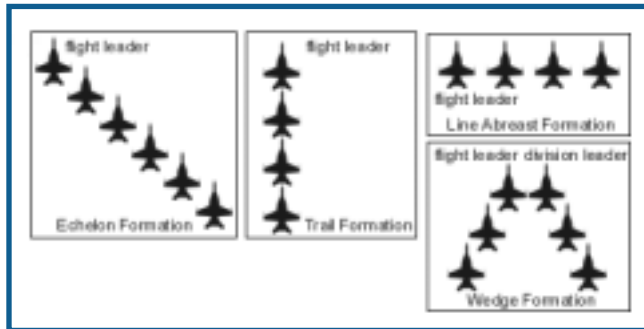 flight leader
Echelon Formation
flight leader
Trail Formation
flight leader
Line Abreast Formation
flight leader division leader
Wedge Formation